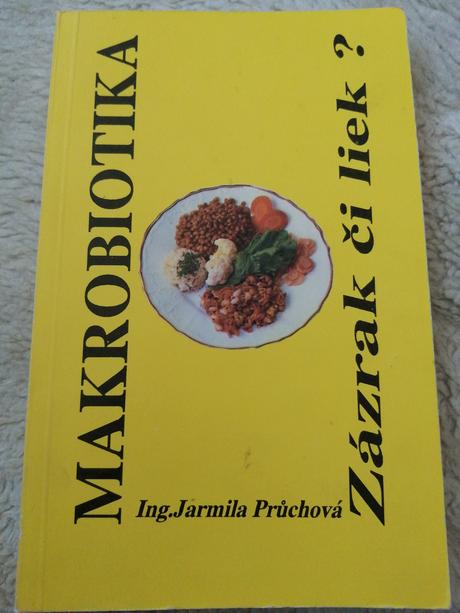 MAKROBIOTIKA
Zázrak či liek ?
Ing.Jarmila Průchová